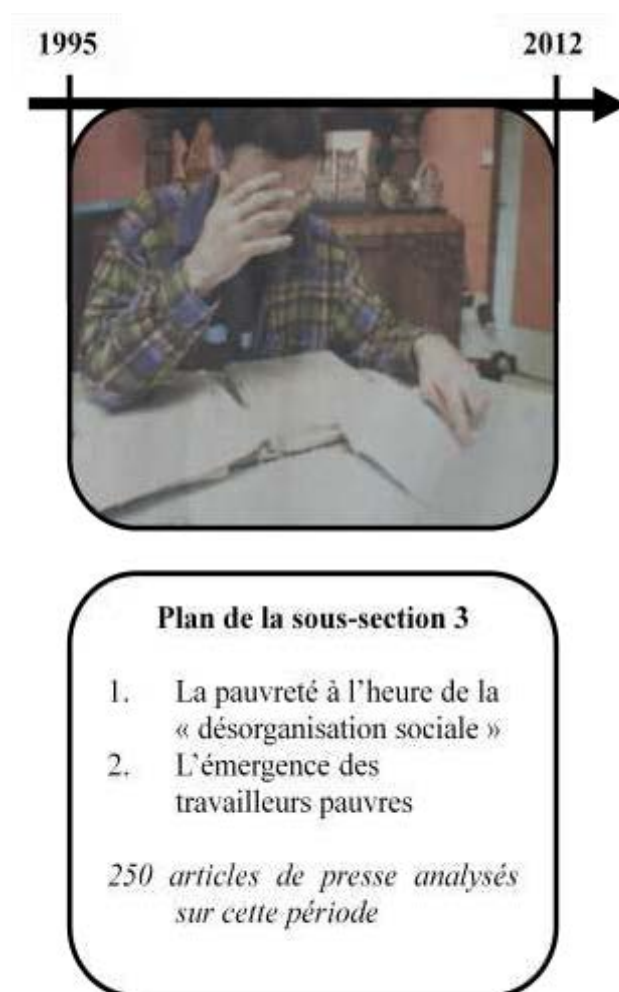 1995 2012
Plan de la sous-section 3
1. La pauvreté à l’heure de la
« désorganisation sociale »
2. L’émergence des
travailleurs pauvres
250 articles de presse analysés
sur cette période